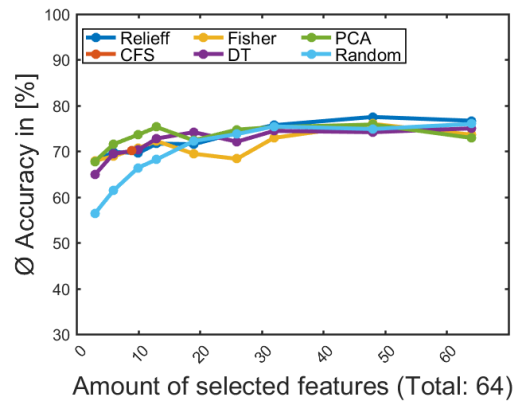 100
90
80
70
60
50
40
30
Relieff Fisher PCA
CFS DT Random
0 10 20 30 40 50 60
Ø Accuracy in [%]
Amount of selected features (Total: 64)